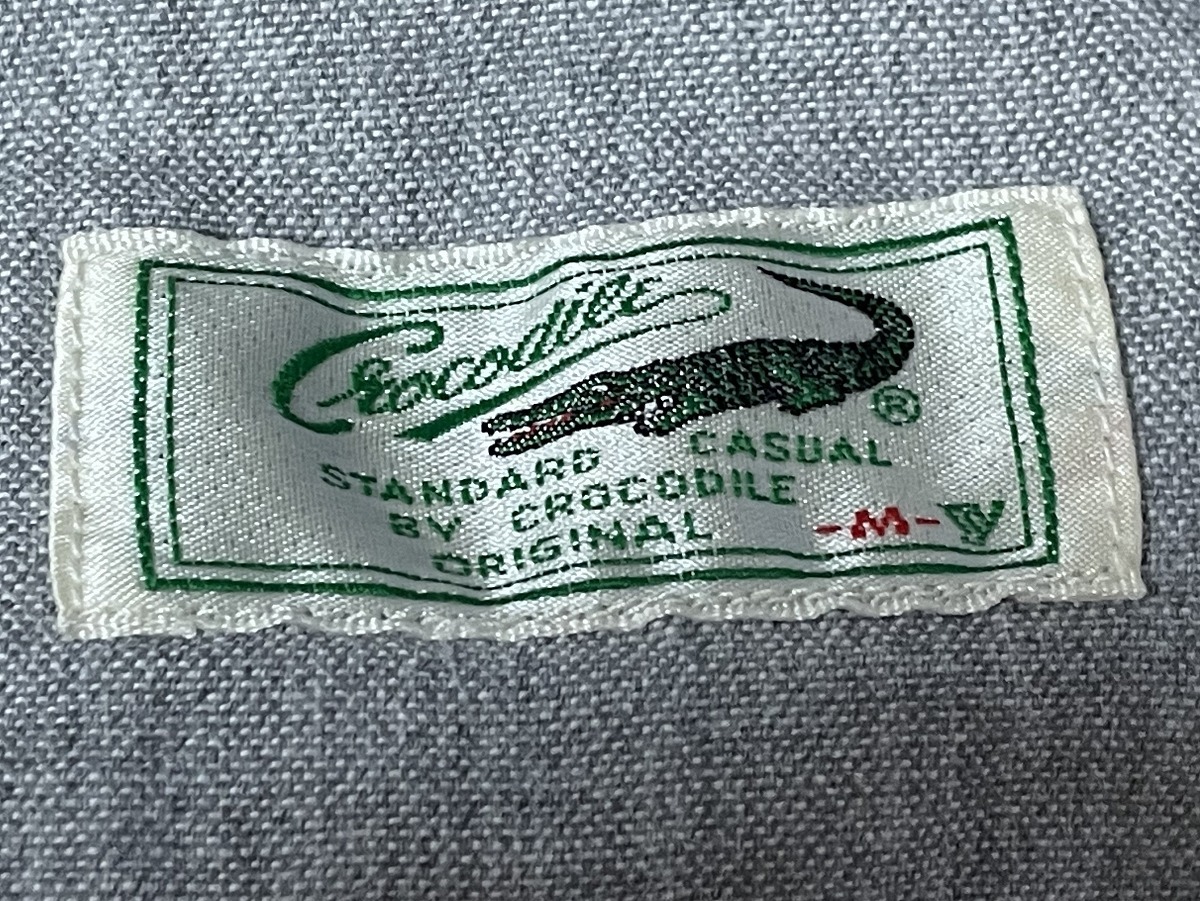 Crocodile
®
STANDARD CASUAL
BY CROCODILE
ORIGINAL
-M-